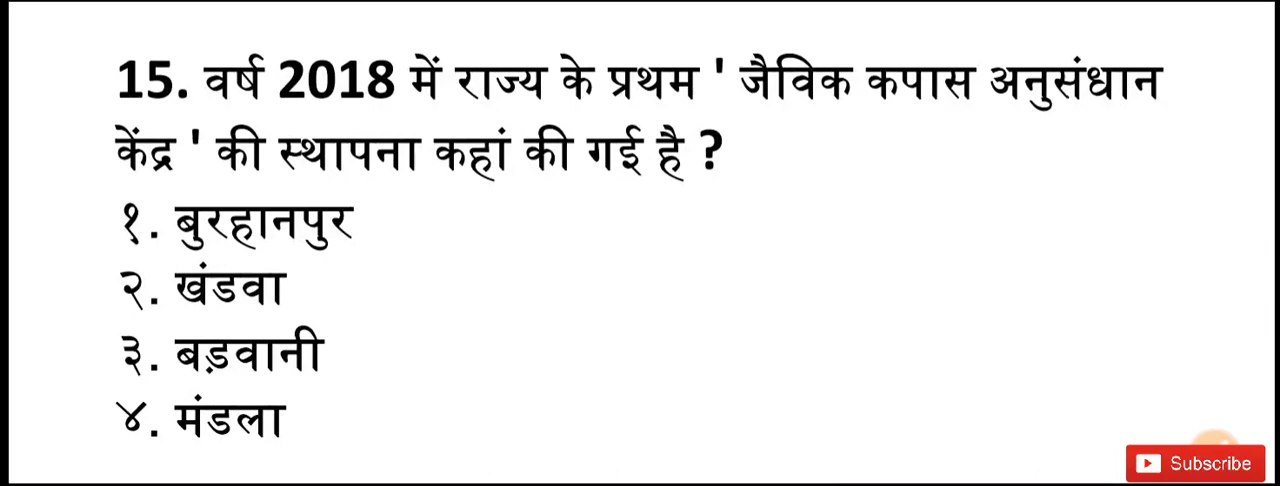 15. वर्ष 2018 में राज्य के प्रथम ' जैविक कपास अनुसंधान
केंद्र ' की स्थापना कहां की गई है ?
१. बुरहानपुर
२. खंडवा
३. बड़वानी
४. मंडला
Subscribe